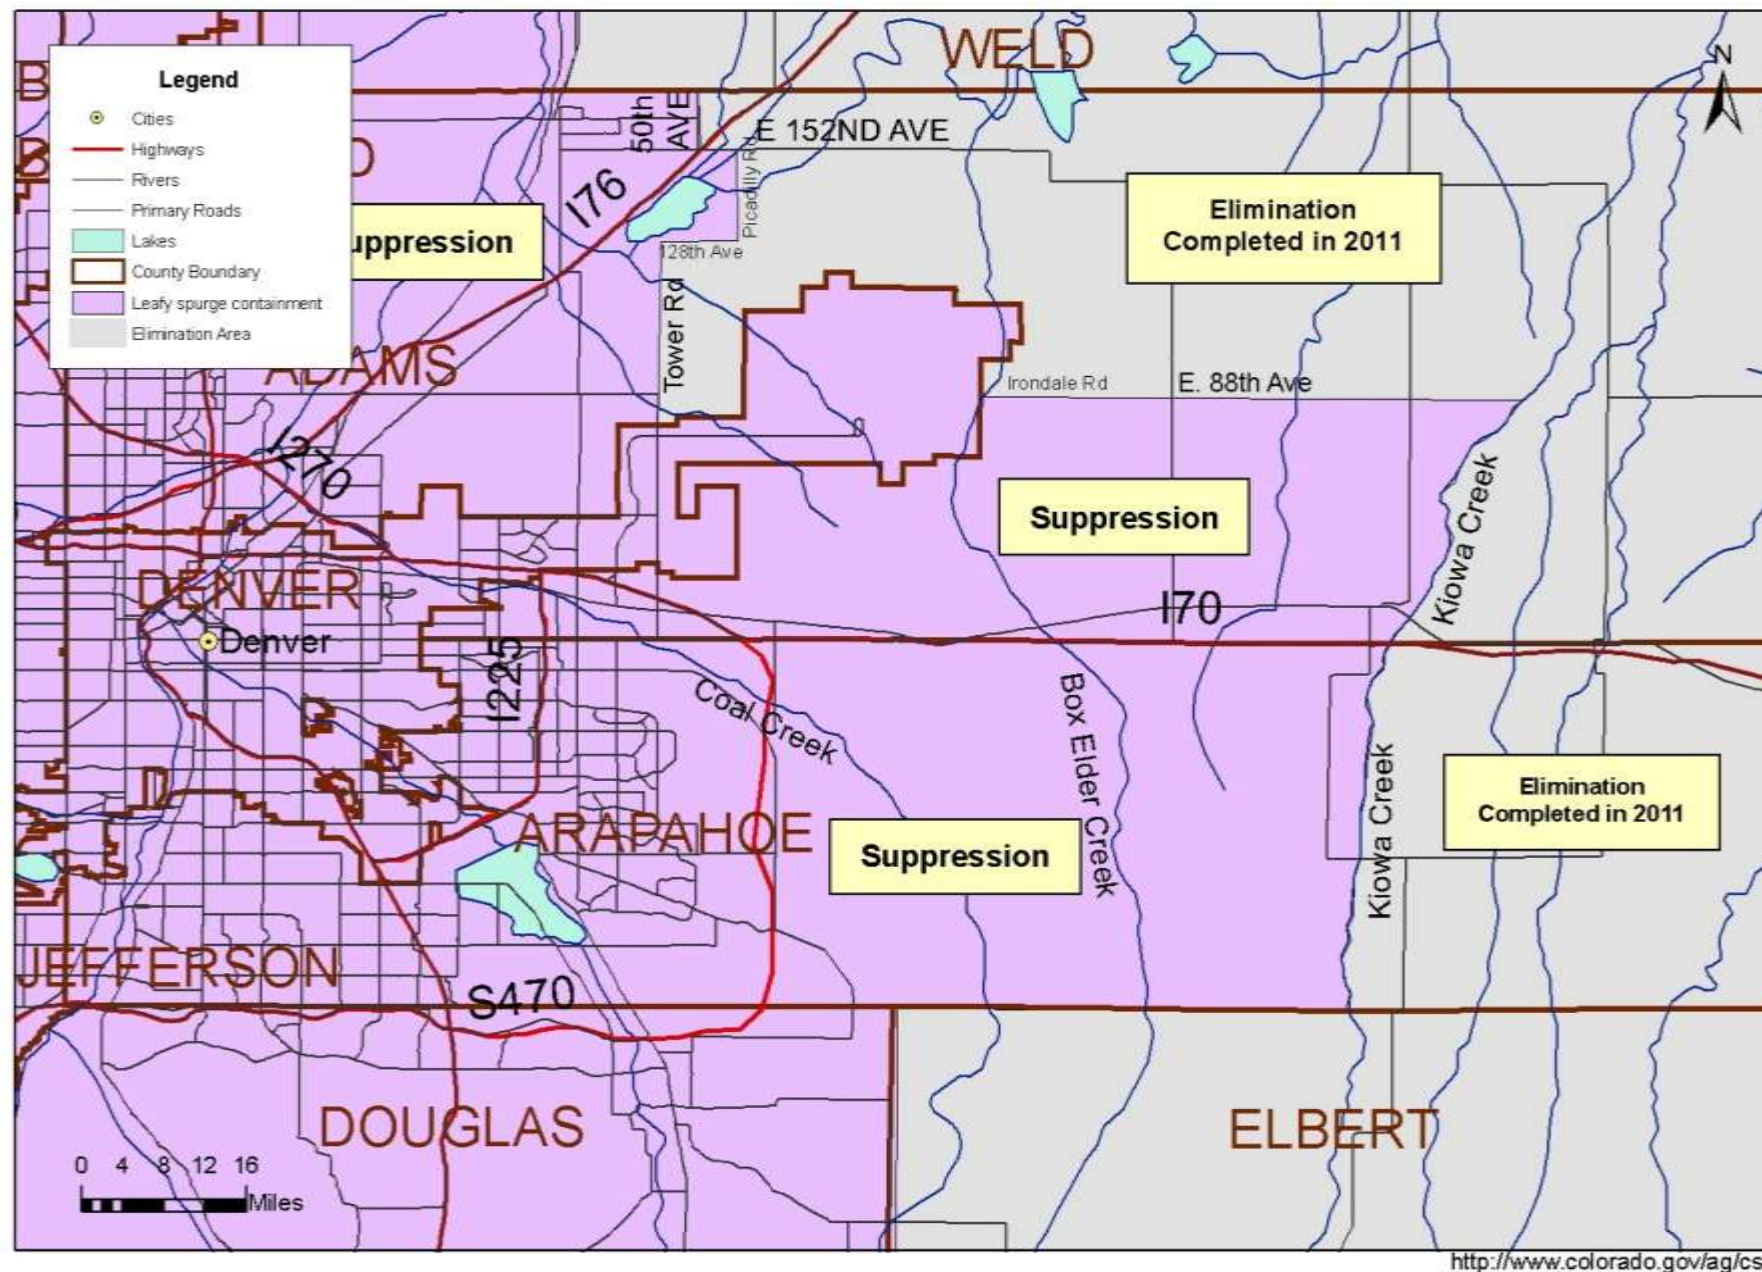 WELD
N
Legend
Cities
Highways
Rivers
Primary Roads
Lakes
County Boundary
Leafy spurge containment
Elimination Area
B
B
D
50th
AVE
E 152ND AVE
Picadilly Rd
I76
uppression
128th Ave
Tower Rd
Elimination
Completed in 2011
ADAMS
Irondale Rd
E. 88th Ave
I270
Suppression
Kiowa Creek
DENVER
Denver
I70
I225
Coal Creek
Box Elder Creek
Kiowa Creek
Elimination
Completed in 2011
ARAPAHOE
Suppression
JEFFERSON
S470
DOUGLAS
ELBERT
0 4 8 12 16
Miles
http://www.colorado.gov/ag/cs